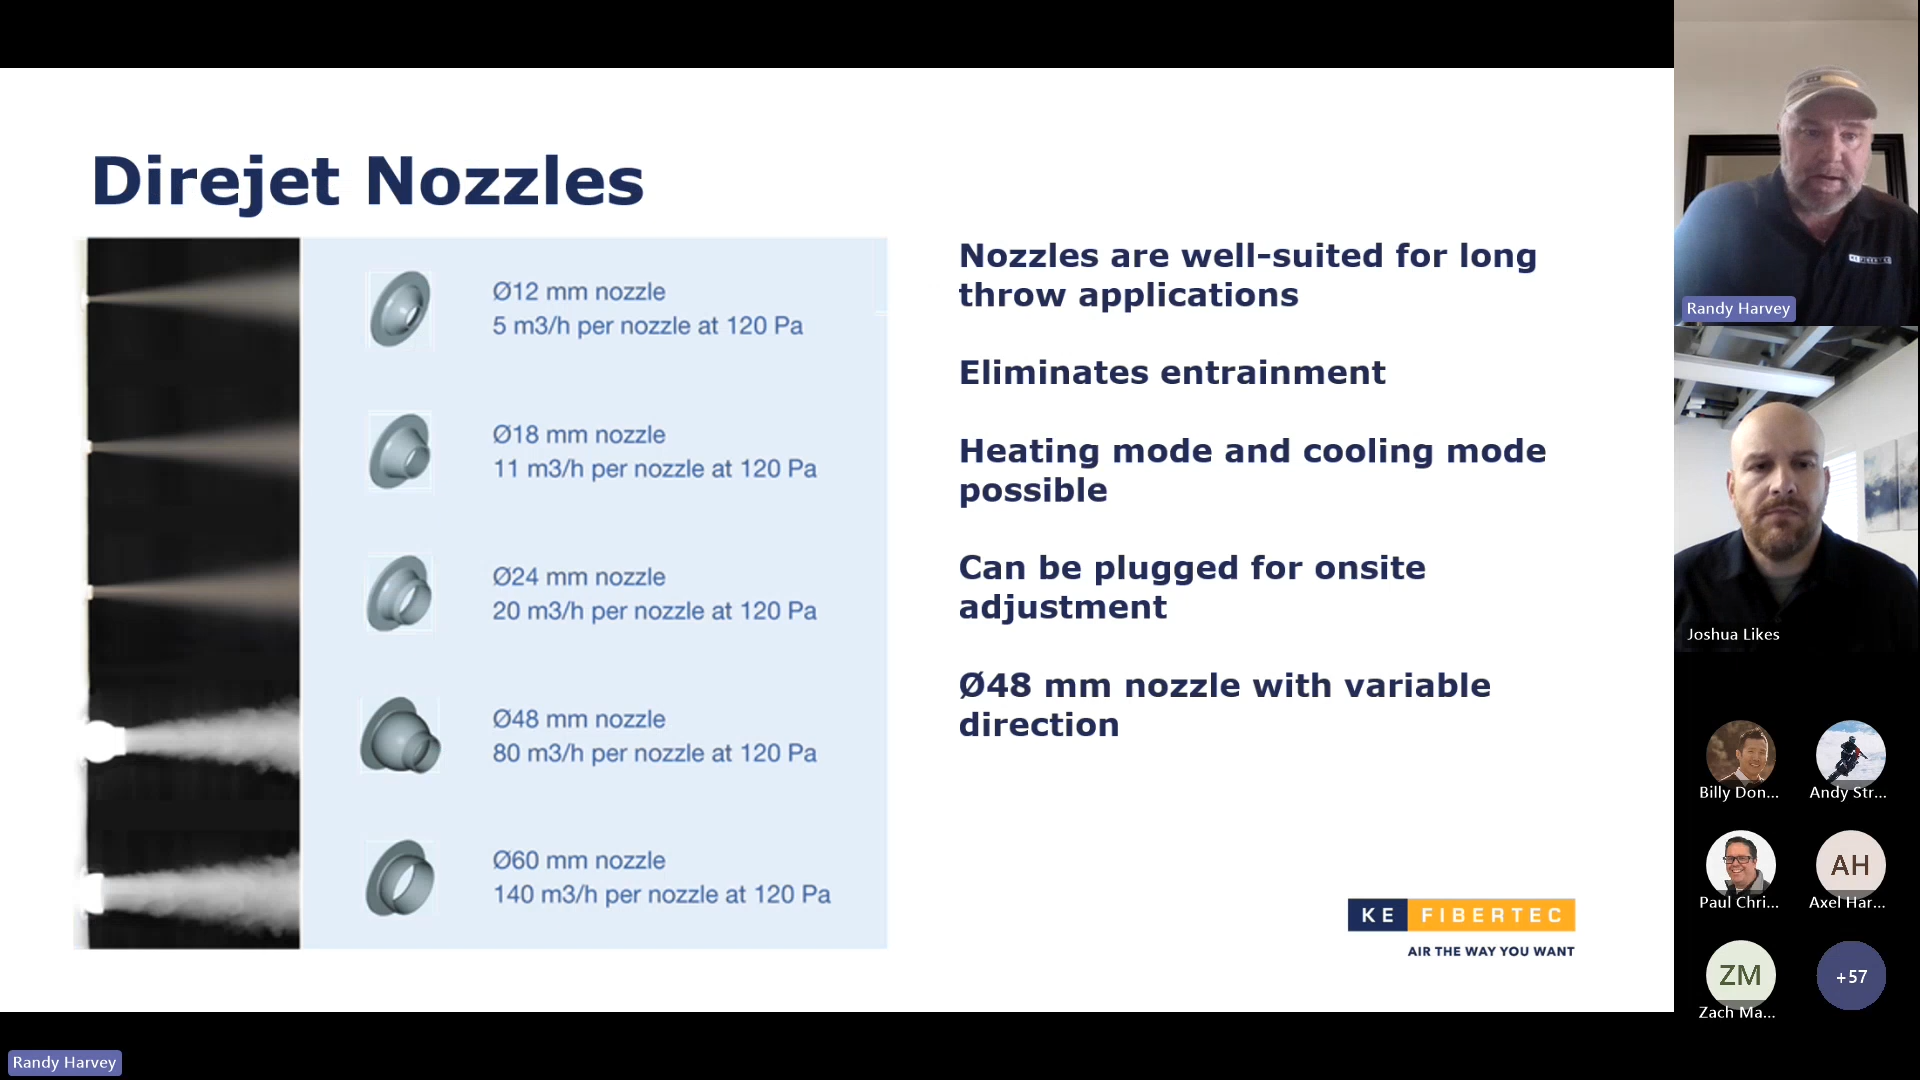 Direjet Nozzles
Ø12 mm nozzle
5 m3/h per nozzle at 120 Pa
Ø18 mm nozzle
11 m3/h per nozzle at 120 Pa
Ø24 mm nozzle
20 m3/h per nozzle at 120 Pa
Ø48 mm nozzle
80 m3/h per nozzle at 120 Pa
Ø60 mm nozzle
140 m3/h per nozzle at 120 Pa
Nozzles are well-suited for long
throw applications
Eliminates entrainment
Heating mode and cooling mode
possible
Can be plugged for onsite
adjustment
Ø48 mm nozzle with variable
direction
KE FIBERTEC
AIR THE WAY YOU WANT
KE FIBERTEC
Randy Harvey
Joshua Likes
Billy Don...
Andy Str...
Paul Chri...
AH
Axel Har...
ZM
Zach Ma...
+57
Randy Harvey